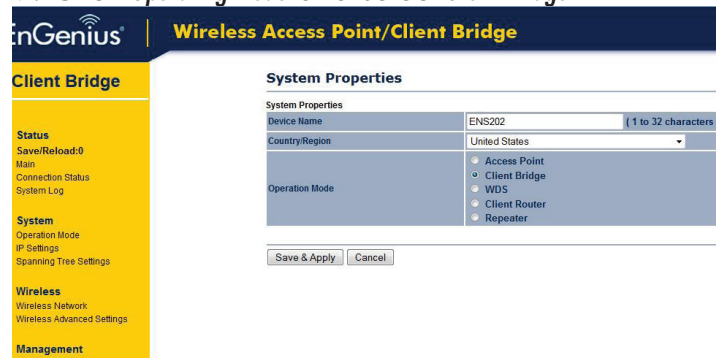 EnGenius® Wireless Access Point/Client Bridge
Client Bridge
Status
Save/Reload:0
Main
Connection Status
System Log
System
Operation Mode
IP Settings
Spanning Tree Settings
Wireless
Wireless Network
Wireless Advanced Settings
Management
System Properties
System Properties
Device Name ENS202 ( 1 to 32 characters
Country/Region United States
Operation Mode
Access Point
Client Bridge
WDS
Client Router
Repeater
Save & Apply Cancel